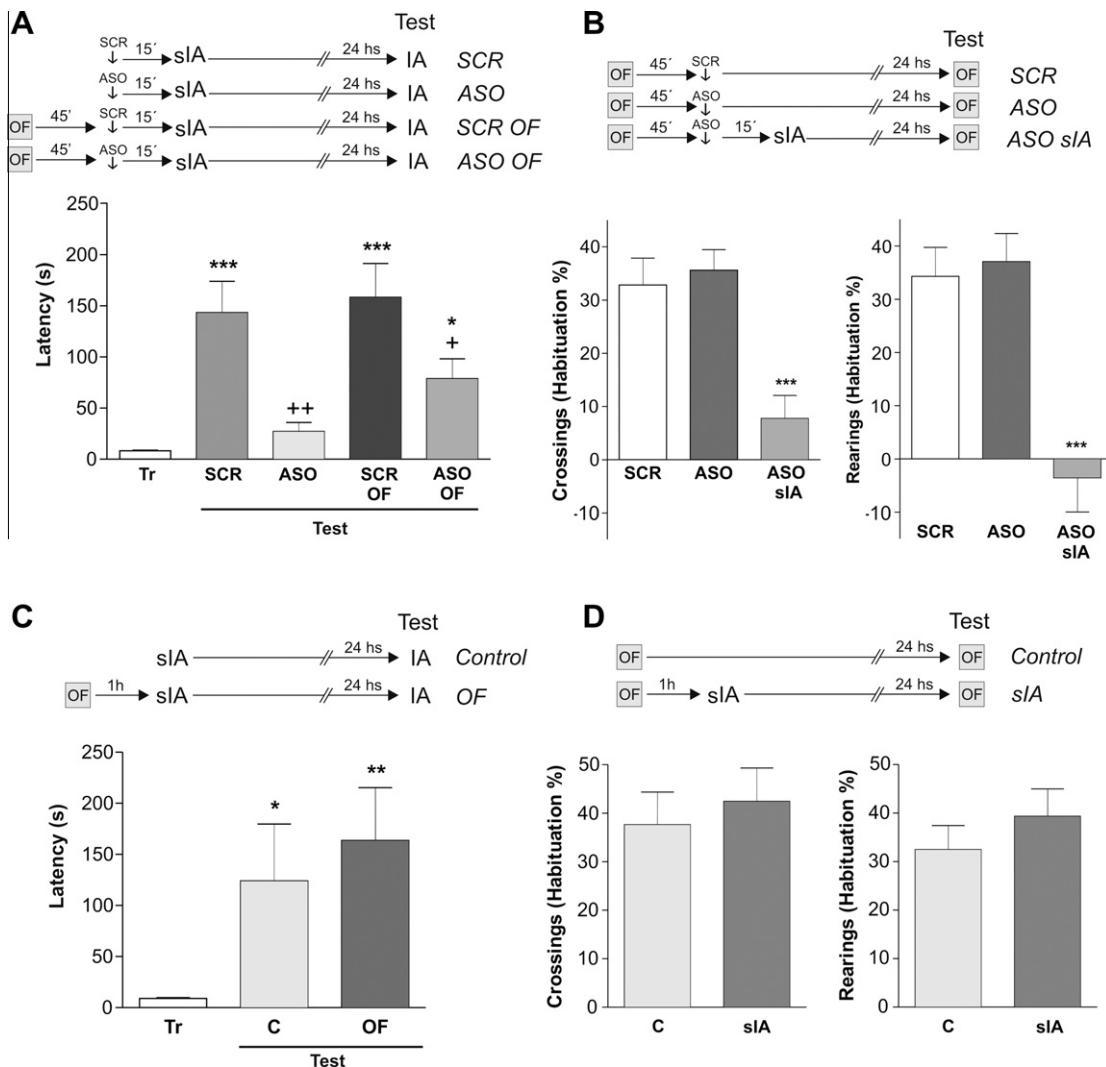 A
Test
SCR 15´ sIA 24 hs IA SCR
ASO 15´ sIA 24 hs IA ASO
OF 45' SCR 15´ sIA 24 hs IA SCR OF
OF 45' ASO 15´ sIA 24 hs IA ASO OF
Latency (s)
250
200
150
100
50
0
***
++
***
*
+
Tr SCR ASO SCR OF ASO OF
Test
B
Test
OF 45´ SCR 24 hs OF SCR
OF 45´ ASO 24 hs OF ASO
OF 45´ ASO 15´ sIA 24 hs OF ASO sIA
Crossings (Habituation %)
40
30
20
10
0
-10
***
SCR ASO ASO sIA
Rearings (Habituation %)
40
30
20
10
0
-10
***
SCR ASO ASO sIA
C
Test
sIA 24 hs IA Control
OF 1h sIA 24 hs IA OF
Latency (s)
250
200
150
100
50
0
*
**
Tr C OF
Test
D
Test
OF 24 hs OF Control
OF 1h sIA 24 hs OF sIA
Crossings (Habituation %)
50
40
30
20
10
0
C sIA
Rearings (Habituation %)
50
40
30
20
10
0
C sIA